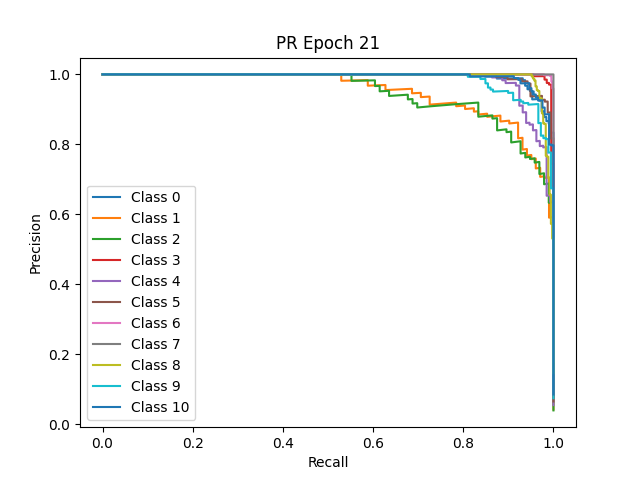 PR Epoch 21
1.0
0.8
0.6
0.4
0.2
0.0
Precision
Class 0
Class 1
Class 2
Class 3
Class 4
Class 5
Class 6
Class 7
Class 8
Class 9
Class 10
0.0 0.2 0.4 0.6 0.8 1.0
Recall